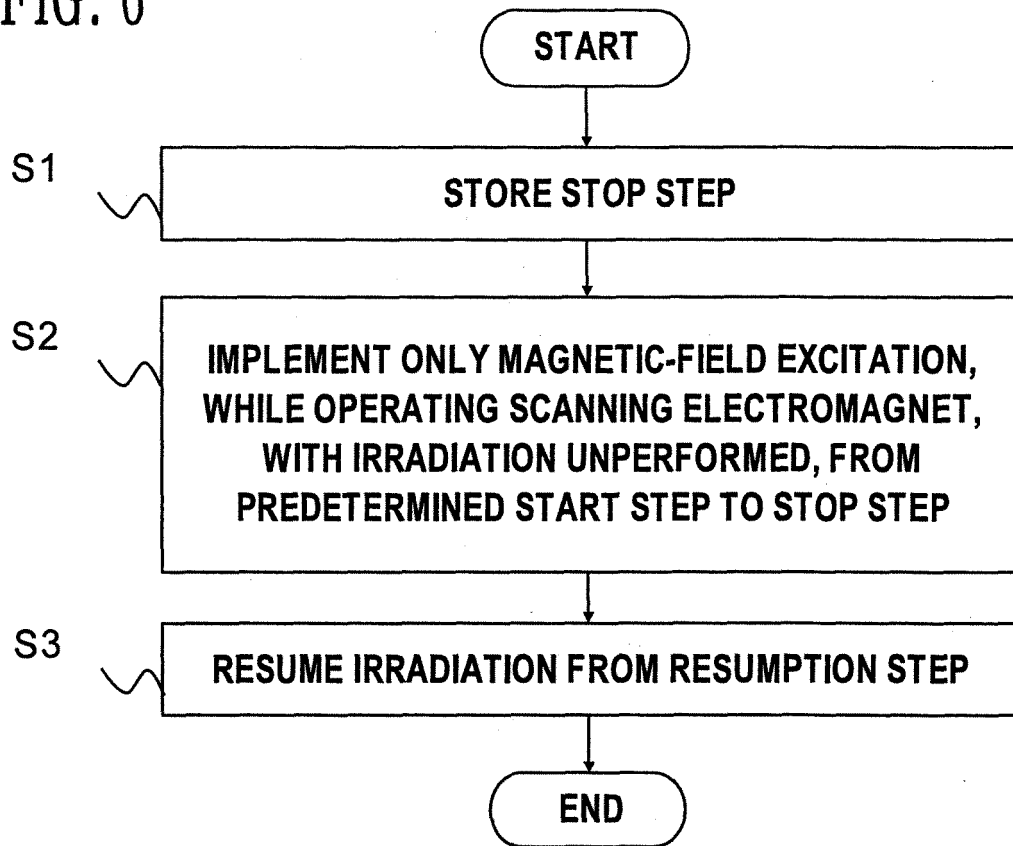 FIG. 6
START
S1
STORE STOP STEP
S2
IMPLEMENT ONLY MAGNETIC-FIELD EXCITATION,
WHILE OPERATING SCANNING ELECTROMAGNET,
WITH IRRADIATION UNPERFORMED, FROM
PREDETERMINED START STEP TO STOP STEP
S3
RESUME IRRADIATION FROM RESUMPTION STEP
END